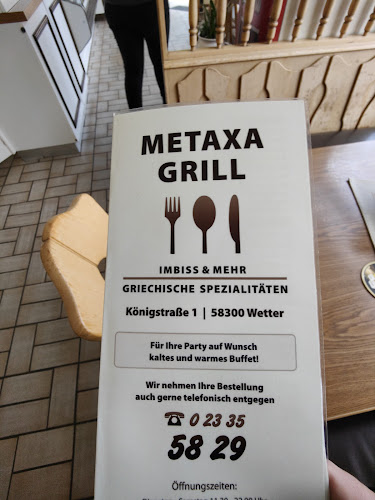 METAXA
GRILL
IMBISS & MEHR
GRIECHISCHE SPEZIALITÄTEN
Königstraße 1 | 58300 Wetter
Für Ihre Party auf Wunsch
kaltes und warmes Buffet!
Wir nehmen Ihre Bestellung
auch gerne telefonisch entgegen
☎ 0 23 35
58 29
Öffnungszeiten: